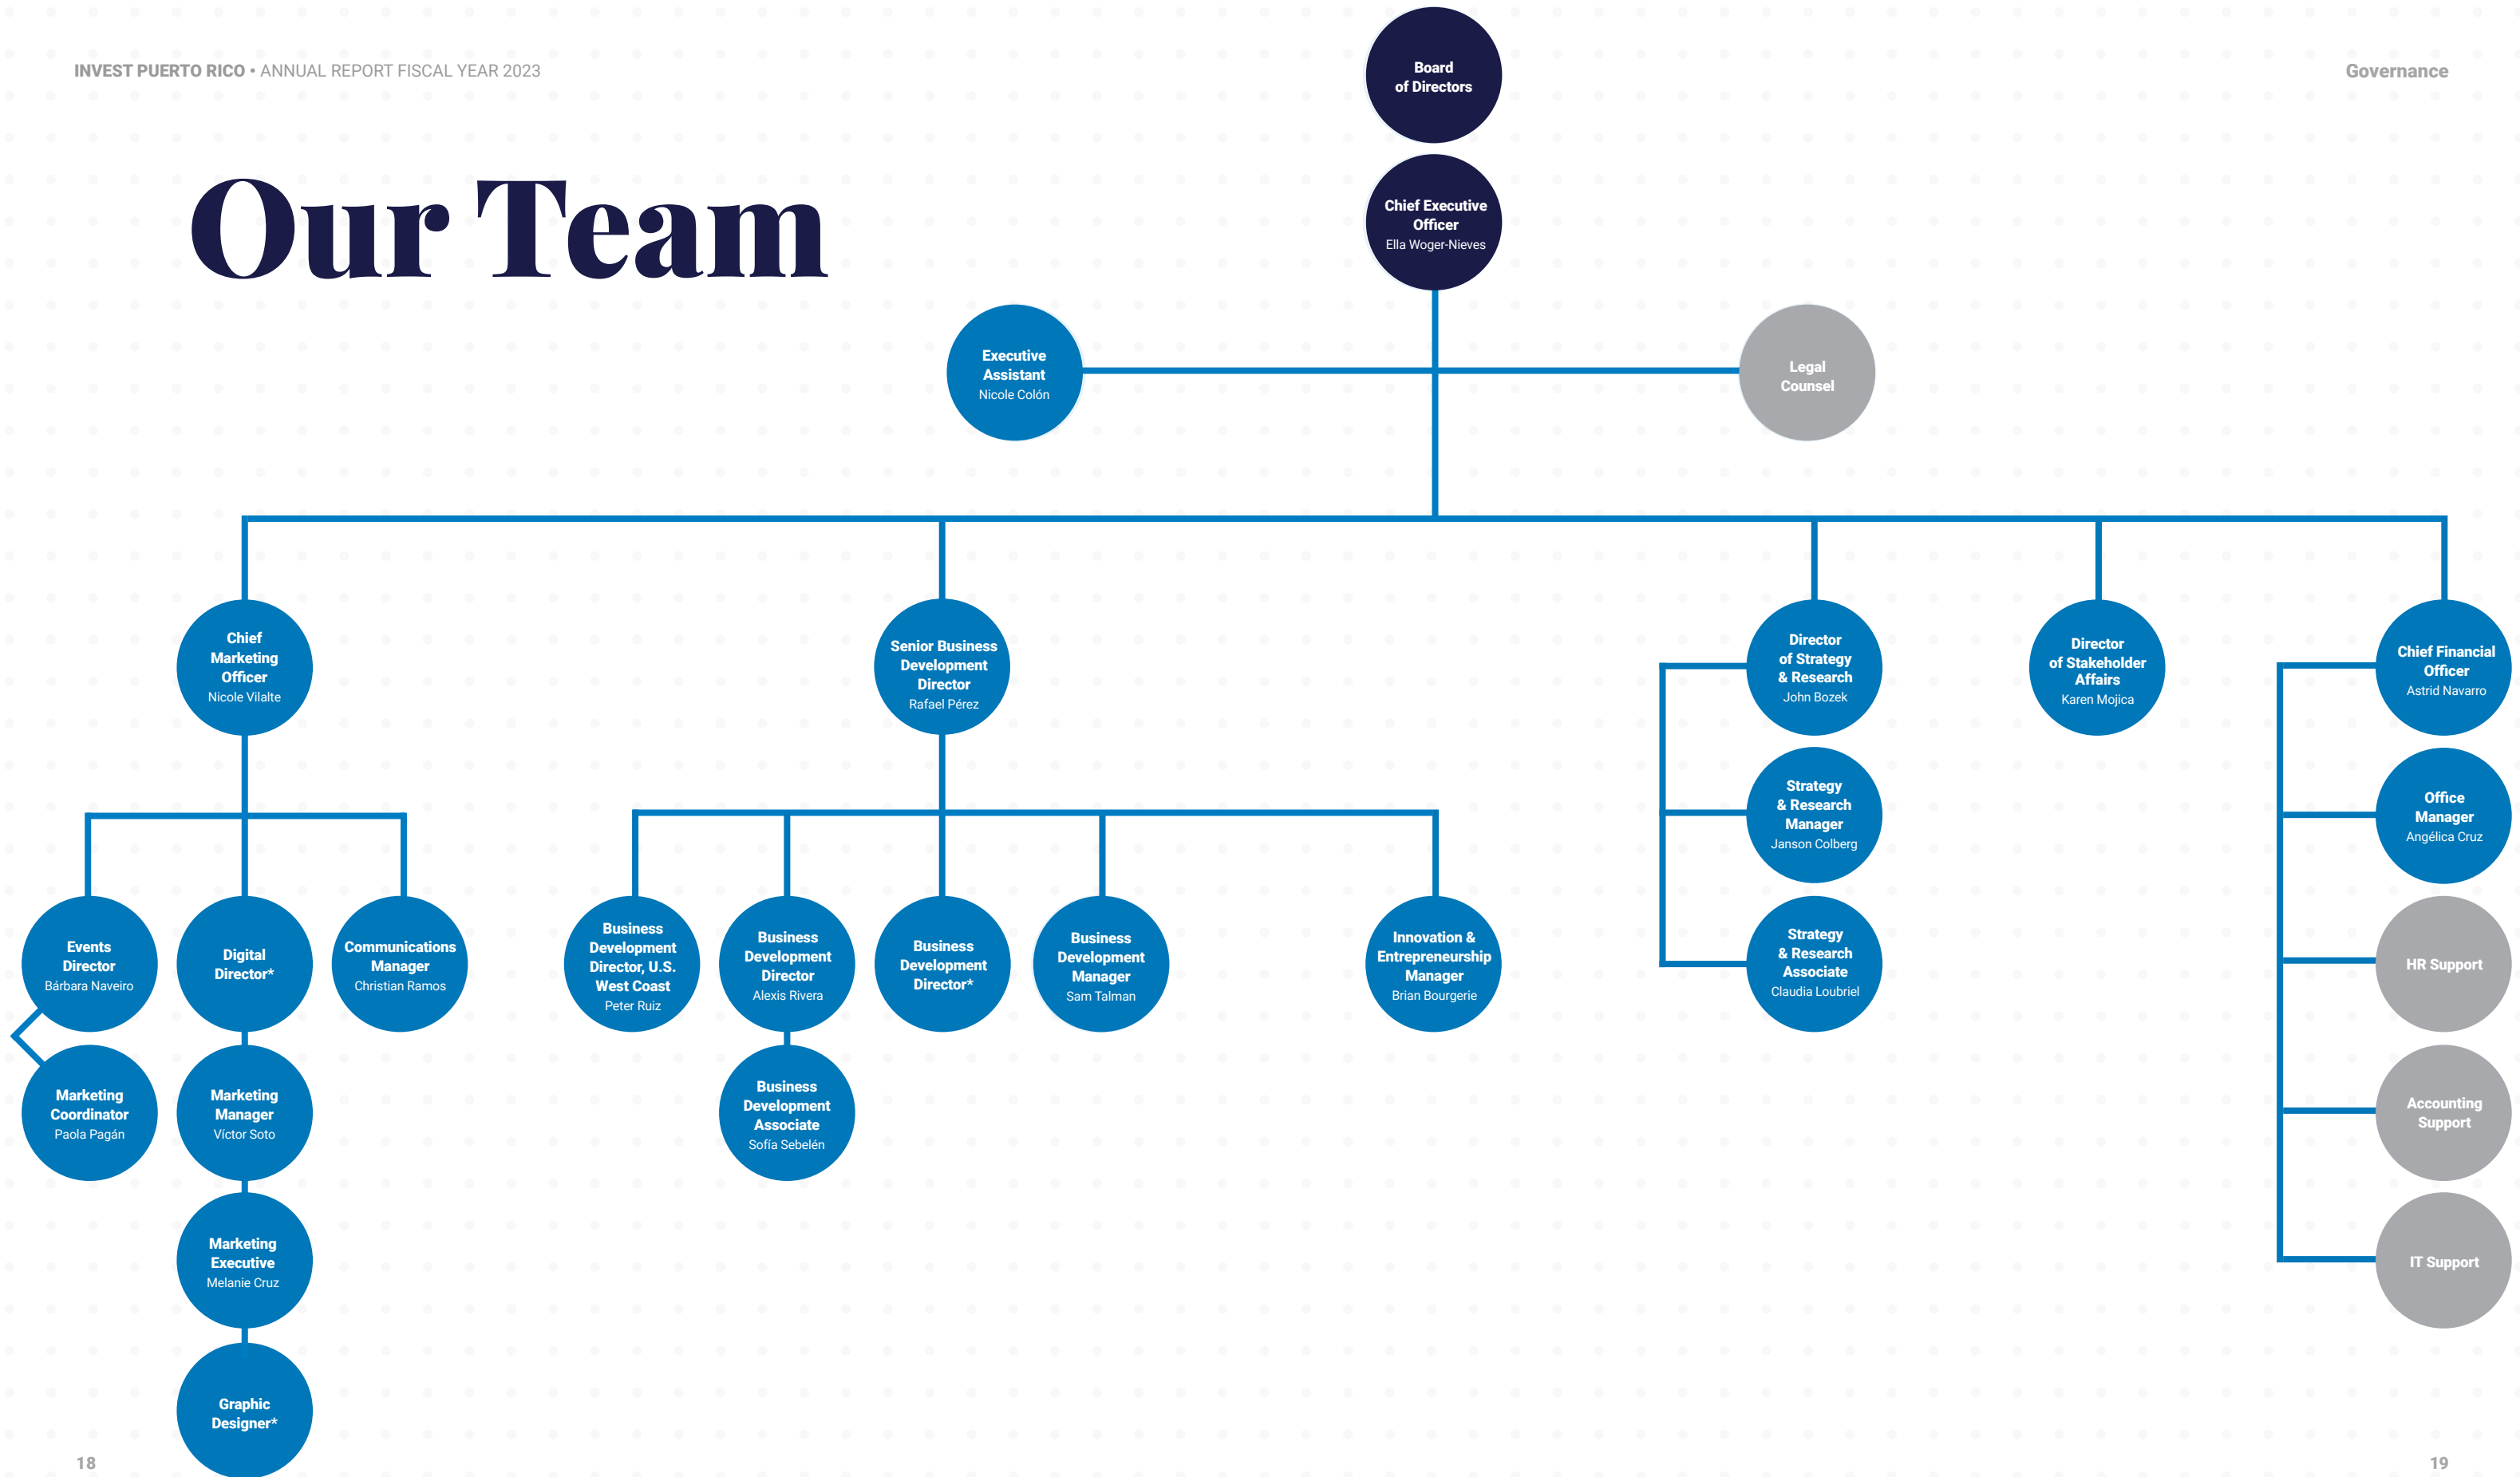 INVEST PUERTO RICO • ANNUAL REPORT FISCAL YEAR 2023
Governance
Our Team
Board
of Directors
Chief Executive
Officer
Ella Woger-Nieves
Executive
Assistant
Nicole Colón
Legal
Counsel
Chief
Marketing
Officer
Nicole Vilalte
Senior Business
Development
Director
Rafael Pérez
Director
of Strategy
& Research
John Bozek
Director
of Stakeholder
Affairs
Karen Mojica
Chief Financial
Officer
Astrid Navarro
Strategy
& Research
Manager
Janson Colberg
Office
Manager
Angélica Cruz
Events
Director
Bárbara Naveiro
Digital
Director*
Communications
Manager
Christian Ramos
Business
Development
Director, U.S.
West Coast
Peter Ruiz
Business
Development
Director
Alexis Rivera
Business
Development
Director*
Business
Development
Manager
Sam Talman
Innovation &
Entrepreneurship
Manager
Brian Bourgerie
Strategy
& Research
Associate
Claudia Loubriel
HR Support
Marketing
Coordinator
Paola Pagán
Marketing
Manager
Víctor Soto
Business
Development
Associate
Sofía Sebelén
Accounting
Support
Marketing
Executive
Melanie Cruz
IT Support
Graphic
Designer*
18
19